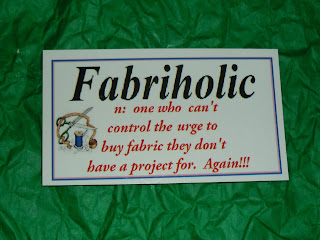 Fabriholic
n: one who can't
control the urge to
buy fabric they don't
have a project for. Again!!!